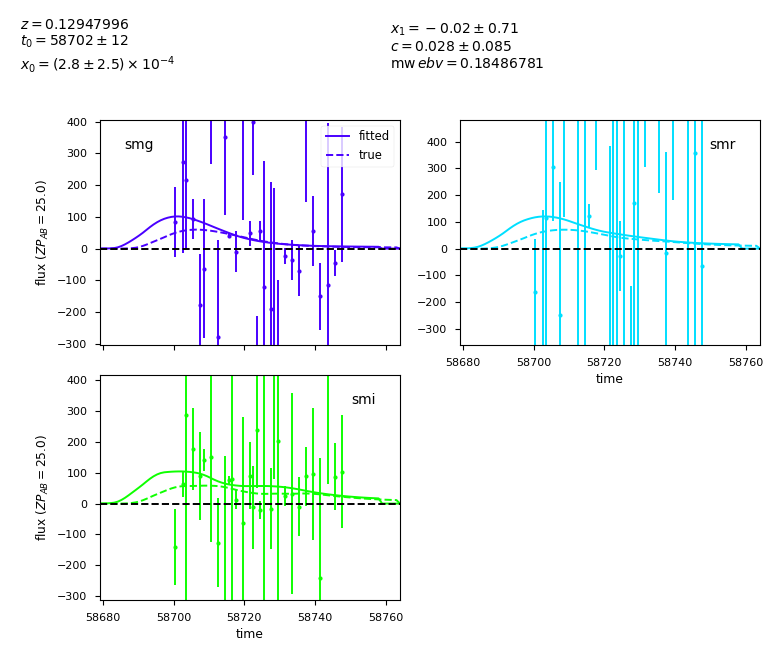 z = 0.12947996
t₀ = 58702 ± 12
x₀ = (2.8 ± 2.5) × 10⁻⁴
x₁ = −0.02 ± 0.71
c = 0.028 ± 0.085
mw ebv = 0.18486781
400
300
200
100
0
−100
−200
−300
flux (ZP_AB = 25.0)
smg
fitted
true
400
300
200
100
0
−100
−200
−300
smr
58680
58700
58720
58740
58760
time
400
300
200
100
0
−100
−200
−300
flux (ZP_AB = 25.0)
smi
58680
58700
58720
58740
58760
time